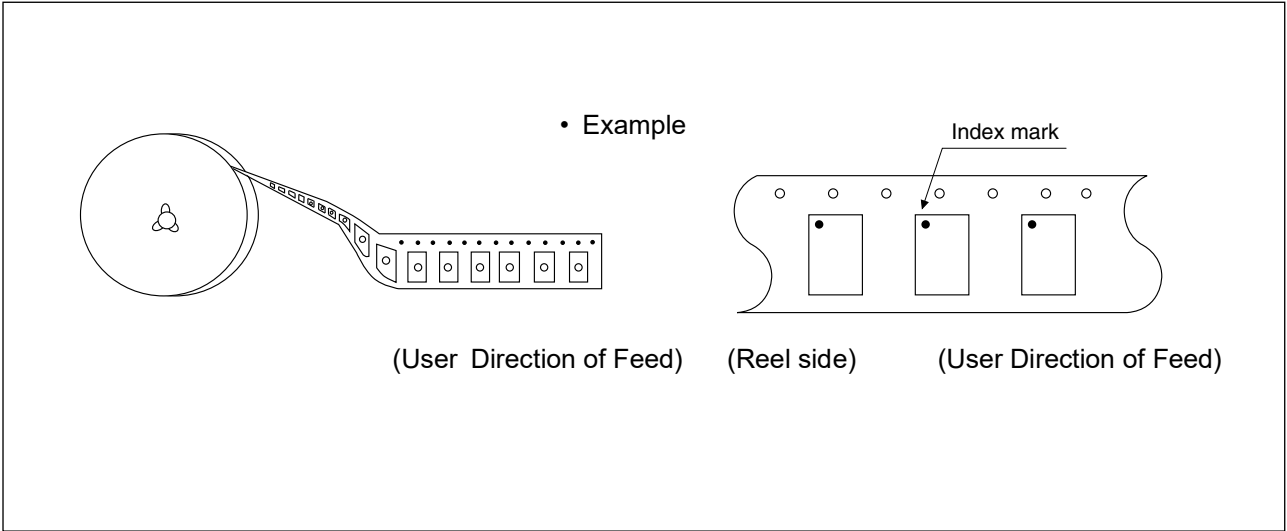 • Example
Index mark
(User Direction of Feed)
(Reel side)
(User Direction of Feed)